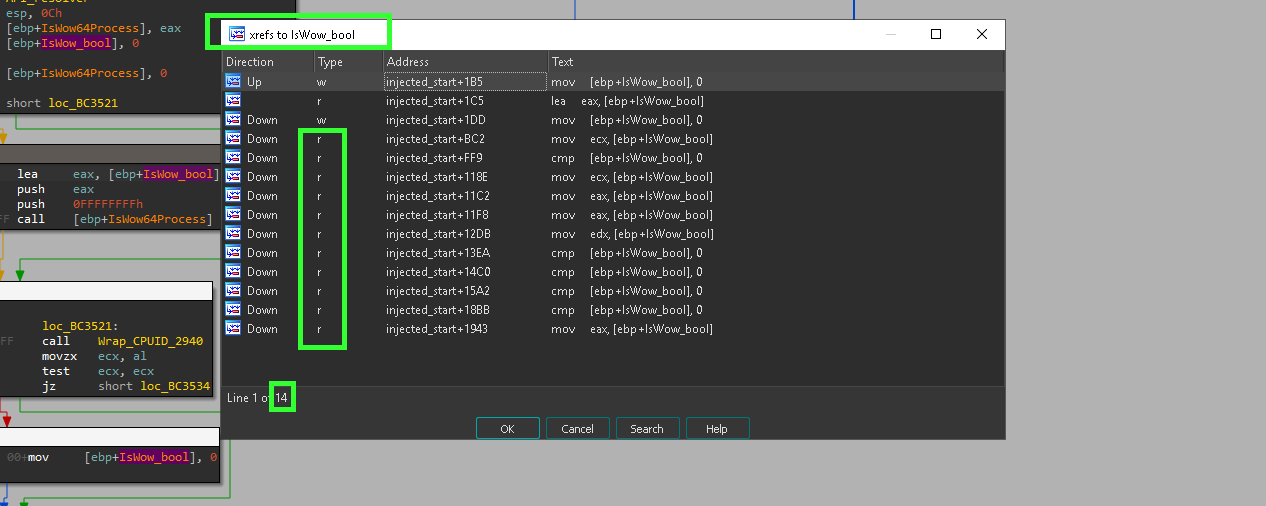 esp, 0Ch
[ebp+IsWow64Process], eax
[ebp+IsWow_bool], 0
[ebp+IsWow64Process], 0
short loc_BC3521
lea eax, [ebp+IsWow_bool]
push eax
push 0FFFFFFFFh
FF call [ebp+IsWow64Process]
loc_BC3521:
FF call Wrap_CPUID_2940
movzx ecx, al
test ecx, ecx
jz short loc_BC3534
00+mov [ebp+IsWow_bool], 0
xrefs to IsWow_bool
Direction Type Address Text
Up w injected_start+1B5 mov [ebp+IsWow_bool], 0
r injected_start+1C5 lea eax, [ebp+IsWow_bool]
Down w injected_start+1DD mov [ebp+IsWow_bool], 0
Down r injected_start+BC2 mov ecx, [ebp+IsWow_bool]
Down r injected_start+FF9 cmp [ebp+IsWow_bool], 0
Down r injected_start+118E mov ecx, [ebp+IsWow_bool]
Down r injected_start+11C2 mov eax, [ebp+IsWow_bool]
Down r injected_start+11F8 mov eax, [ebp+IsWow_bool]
Down r injected_start+12DB mov edx, [ebp+IsWow_bool]
Down r injected_start+13EA cmp [ebp+IsWow_bool], 0
Down r injected_start+14C0 cmp [ebp+IsWow_bool], 0
Down r injected_start+15A2 cmp [ebp+IsWow_bool], 0
Down r injected_start+18BB cmp [ebp+IsWow_bool], 0
Down r injected_start+1943 mov eax, [ebp+IsWow_bool]
Line 1 of 14
OK Cancel Search Help